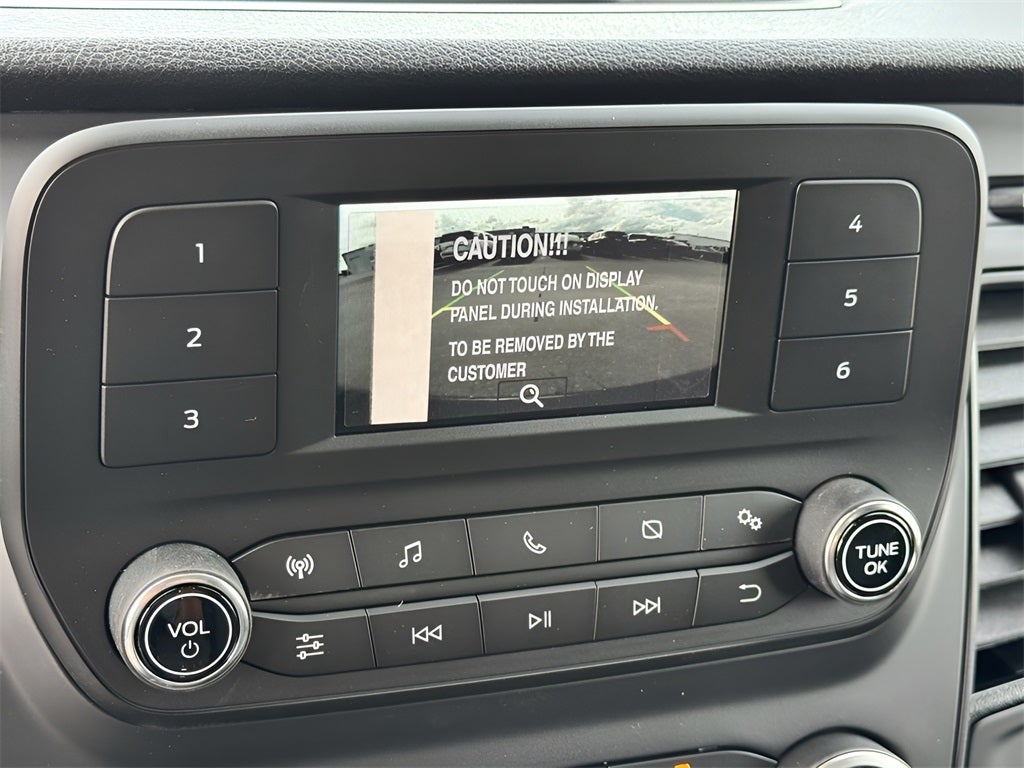 1
2
3
CAUTION!!!
DO NOT TOUCH ON DISPLAY
PANEL DURING INSTALLATION.
TO BE REMOVED BY THE
CUSTOMER
4
5
6
VOL
TUNE
OK